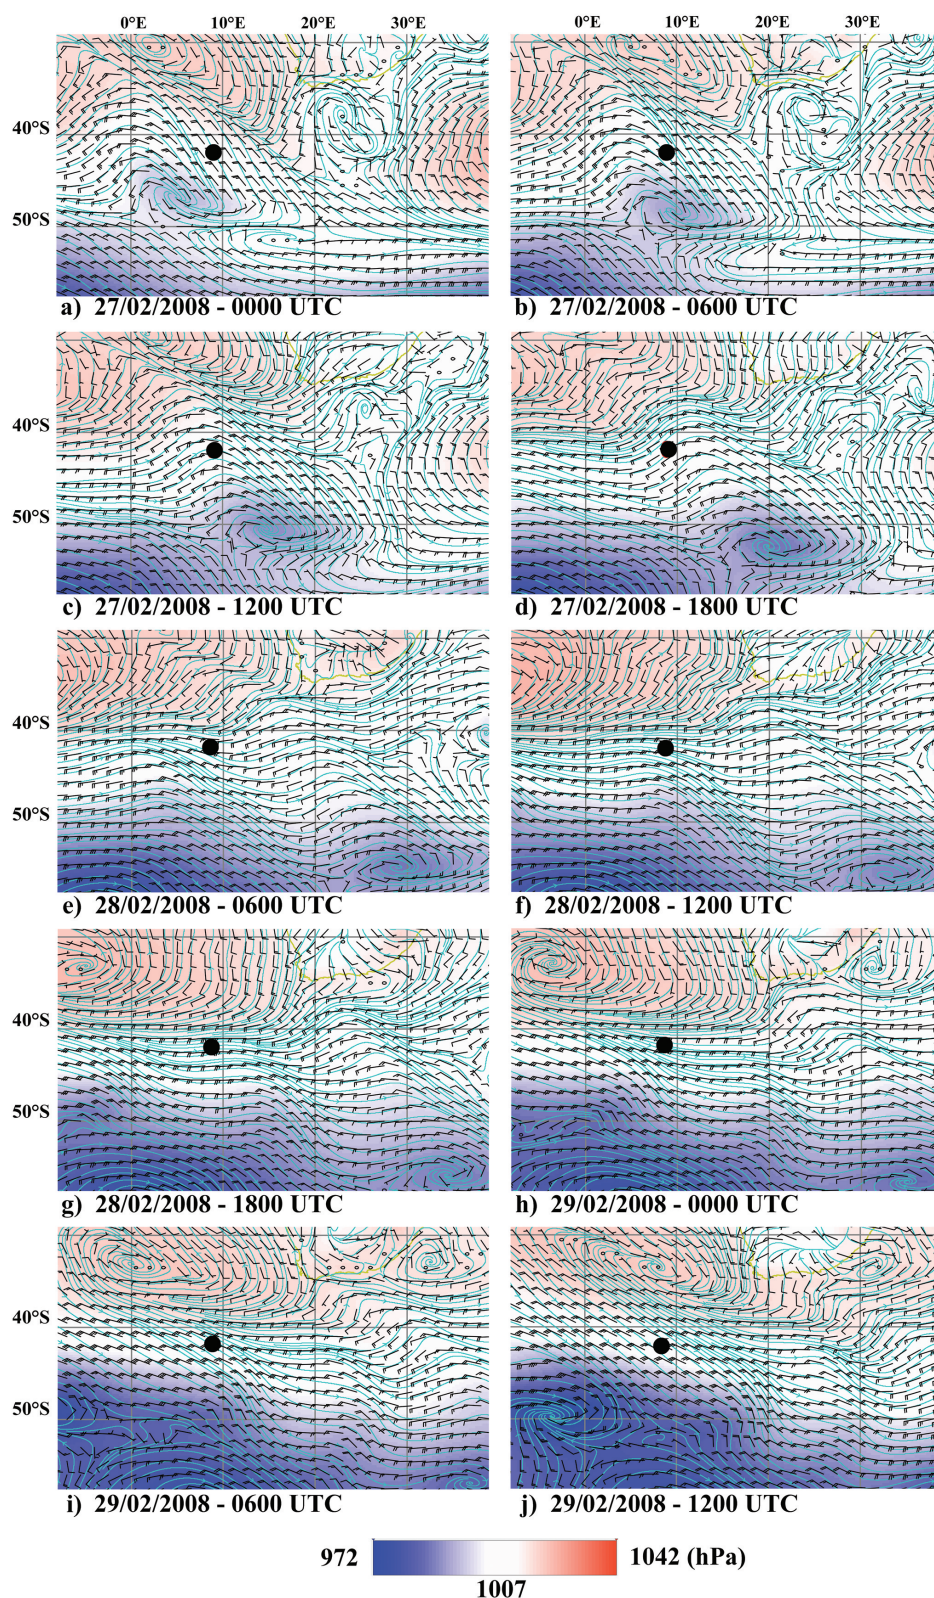 0°E 10°E 20°E 30°E 0°E 10°E 20°E 30°E
40°S
50°S
a) 27/02/2008 - 0000 UTC b) 27/02/2008 - 0600 UTC
40°S
50°S
c) 27/02/2008 - 1200 UTC d) 27/02/2008 - 1800 UTC
40°S
50°S
e) 28/02/2008 - 0600 UTC f) 28/02/2008 - 1200 UTC
40°S
50°S
g) 28/02/2008 - 1800 UTC h) 29/02/2008 - 0000 UTC
40°S
50°S
i) 29/02/2008 - 0600 UTC j) 29/02/2008 - 1200 UTC
972 1042 (hPa)
1007